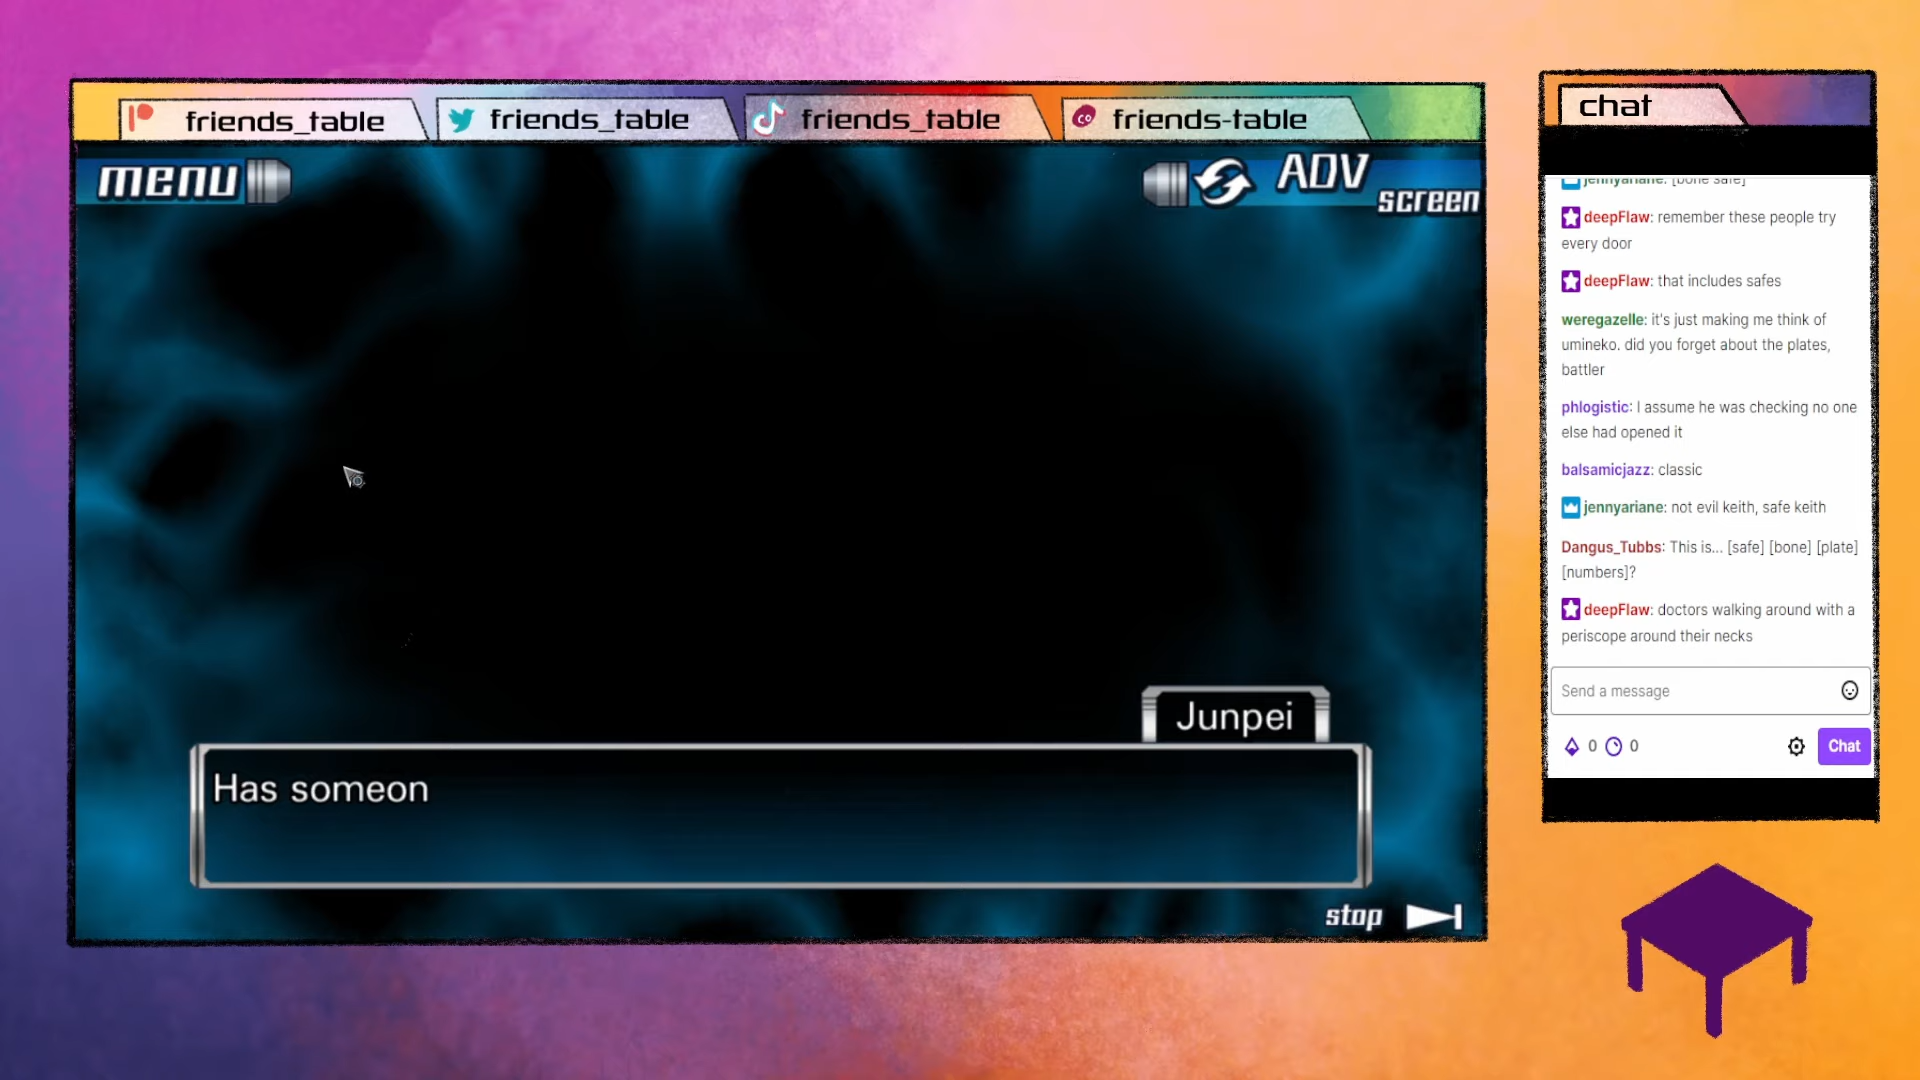 friends_table
friends_table
friends_table
friends-table
menu
ADV
screen
Junpei
Has someon
stop
chat
jennyariane: [bone safe]
deepFlaw: remember these people try
every door
deepFlaw: that includes safes
weregazelle: it's just making me think of
umineko. did you forget about the plates,
battler
phlogistic: I assume he was checking no one
else had opened it
balsamicjazz: classic
jennyariane: not evil keith, safe keith
Dangus_Tubbs: This is... [safe] [bone] [plate]
[numbers]?
deepFlaw: doctors walking around with a
periscope around their necks
Send a message
0 0
Chat